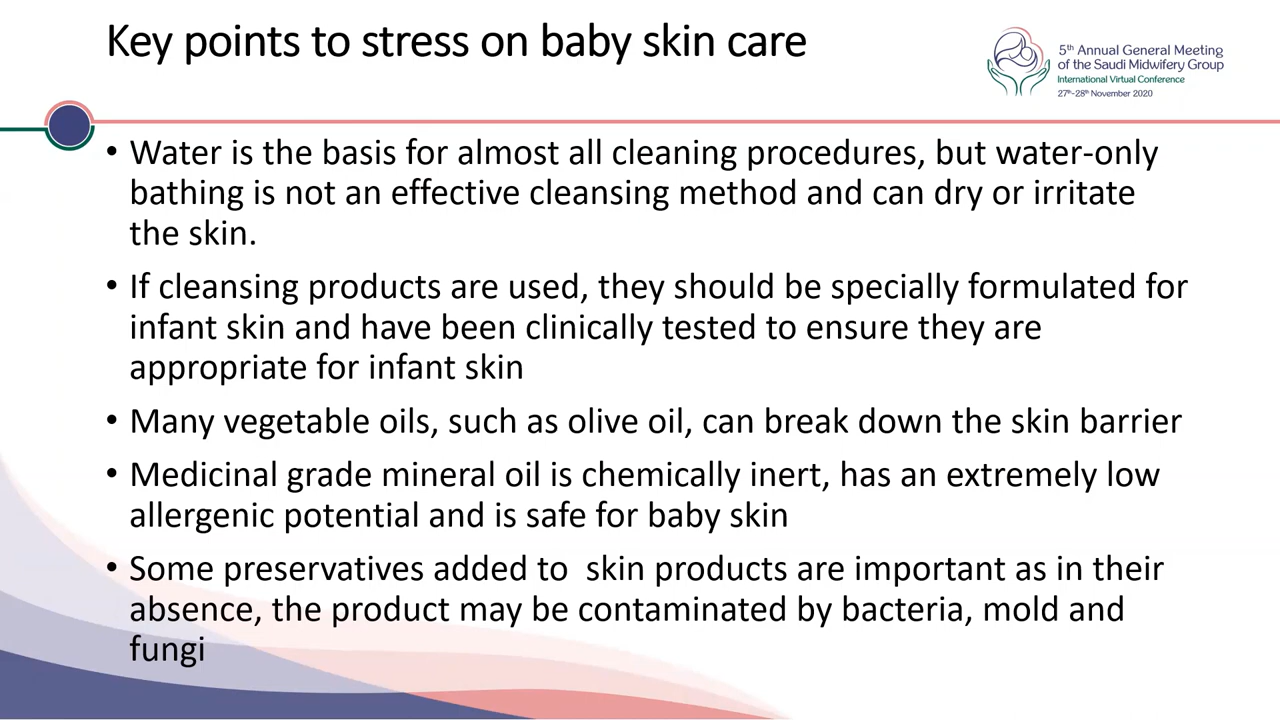 Key points to stress on baby skin care
5th Annual General Meeting
of the Saudi Midwifery Group
International Virtual Conference
27th-28th November 2020
• Water is the basis for almost all cleaning procedures, but water-only
bathing is not an effective cleansing method and can dry or irritate
the skin.
• If cleansing products are used, they should be specially formulated for
infant skin and have been clinically tested to ensure they are
appropriate for infant skin
• Many vegetable oils, such as olive oil, can break down the skin barrier
• Medicinal grade mineral oil is chemically inert, has an extremely low
allergenic potential and is safe for baby skin
• Some preservatives added to  skin products are important as in their
absence, the product may be contaminated by bacteria, mold and
fungi